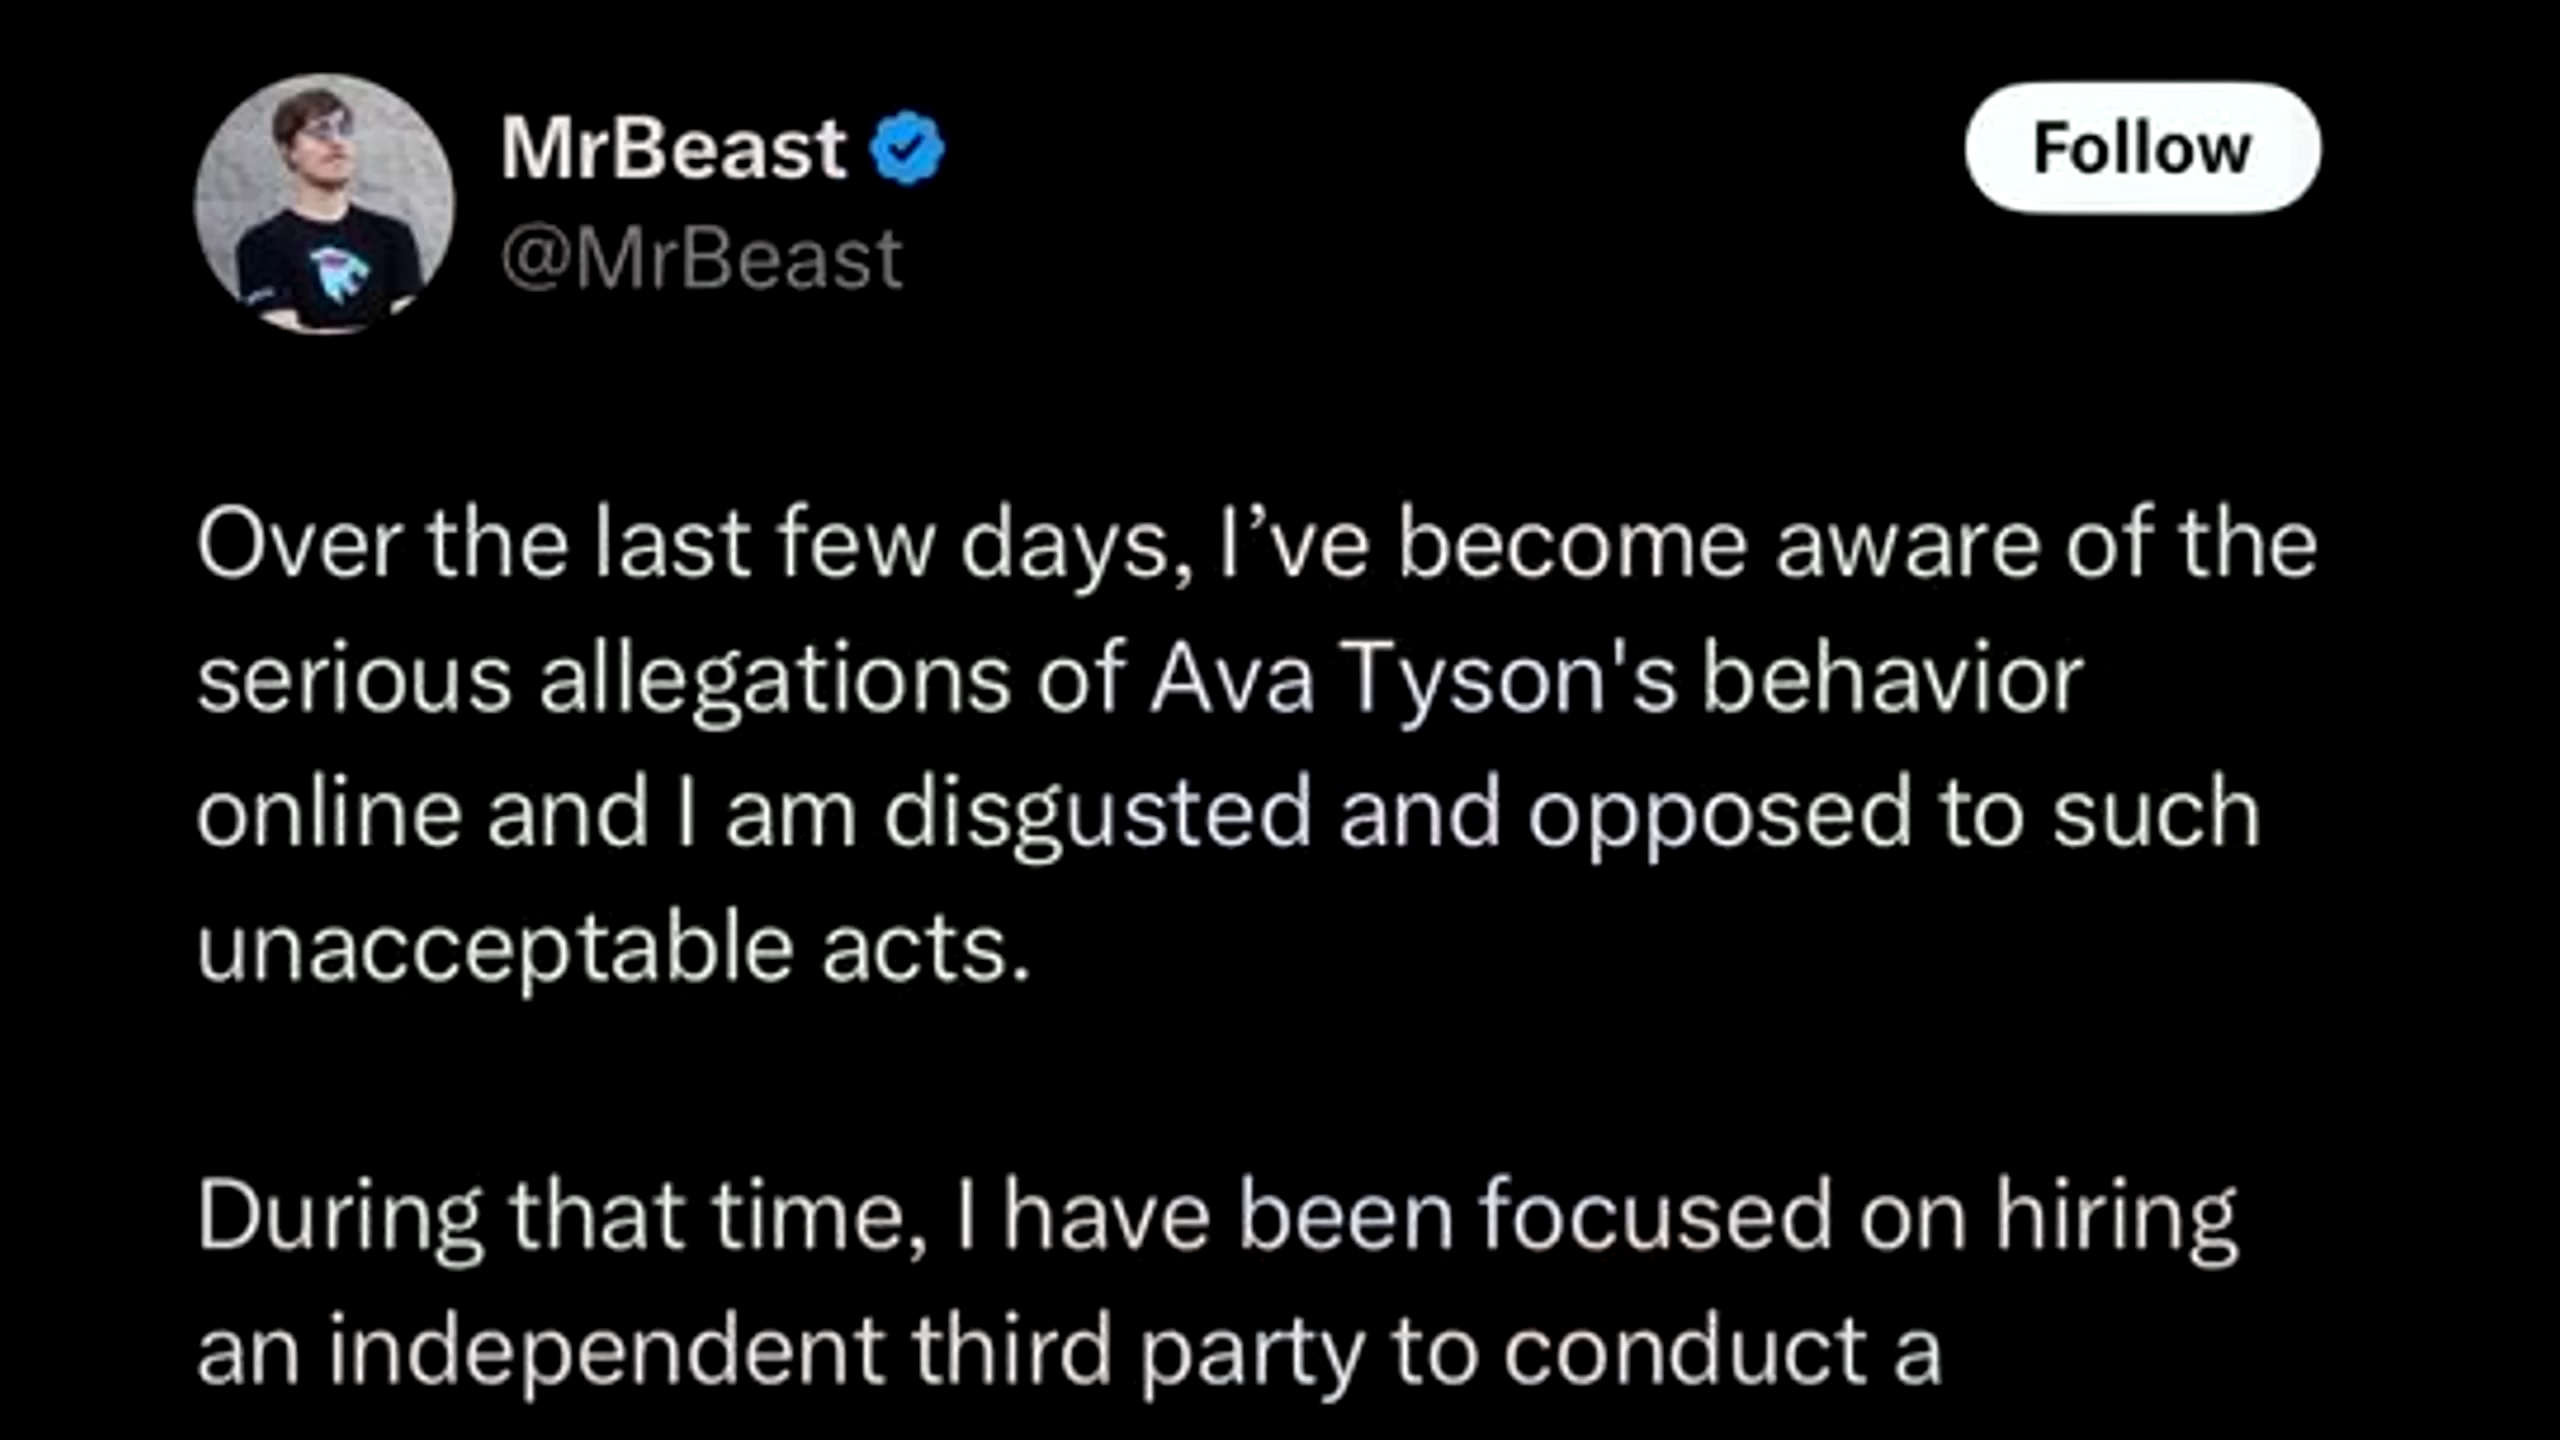 MrBeast
Follow
@MrBeast
Over the last few days, I’ve become aware of the
serious allegations of Ava Tyson's behavior
online and I am disgusted and opposed to such
unacceptable acts.
During that time, I have been focused on hiring
an independent third party to conduct a